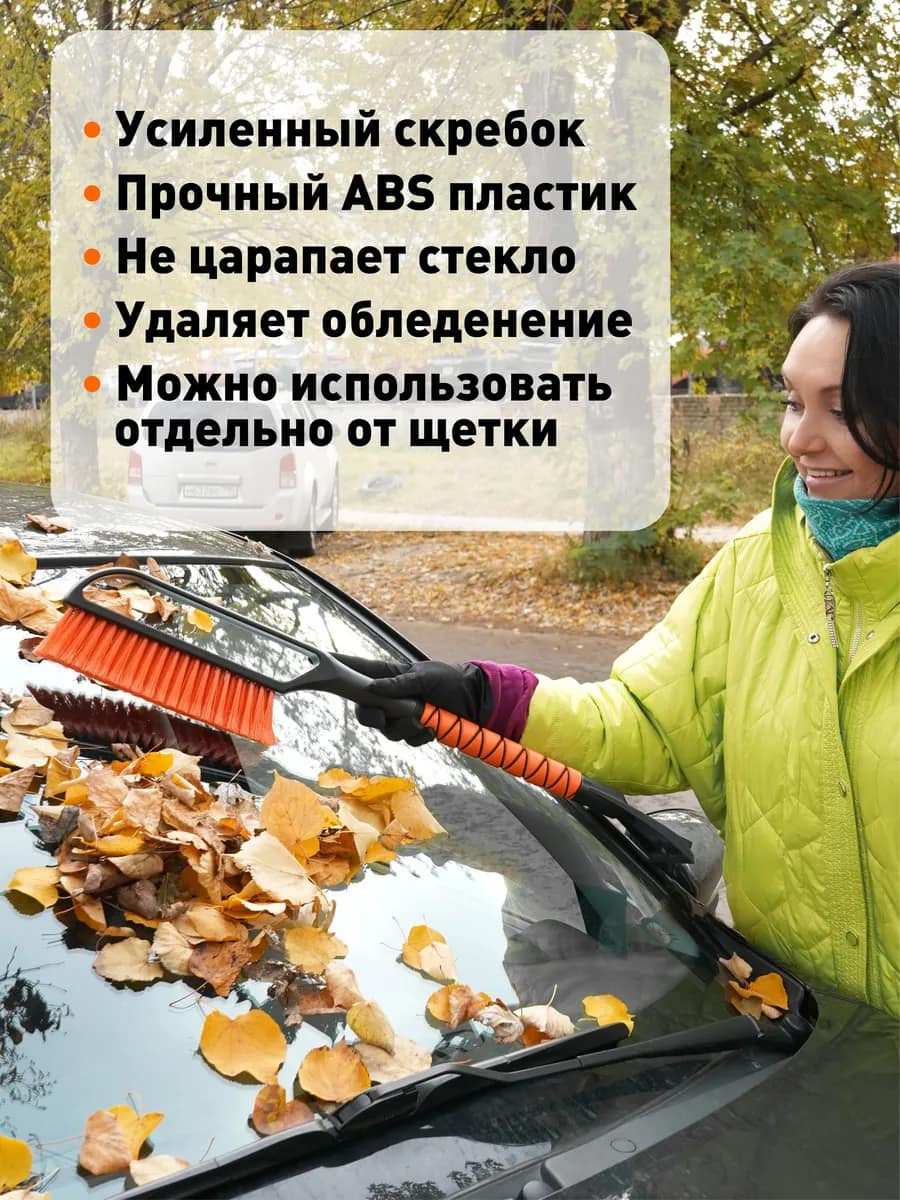 • Усиленный скребок
• Прочный ABS пластик
• Не царапает стекло
• Удаляет обледенение
• Можно использовать
отдельно от щетки